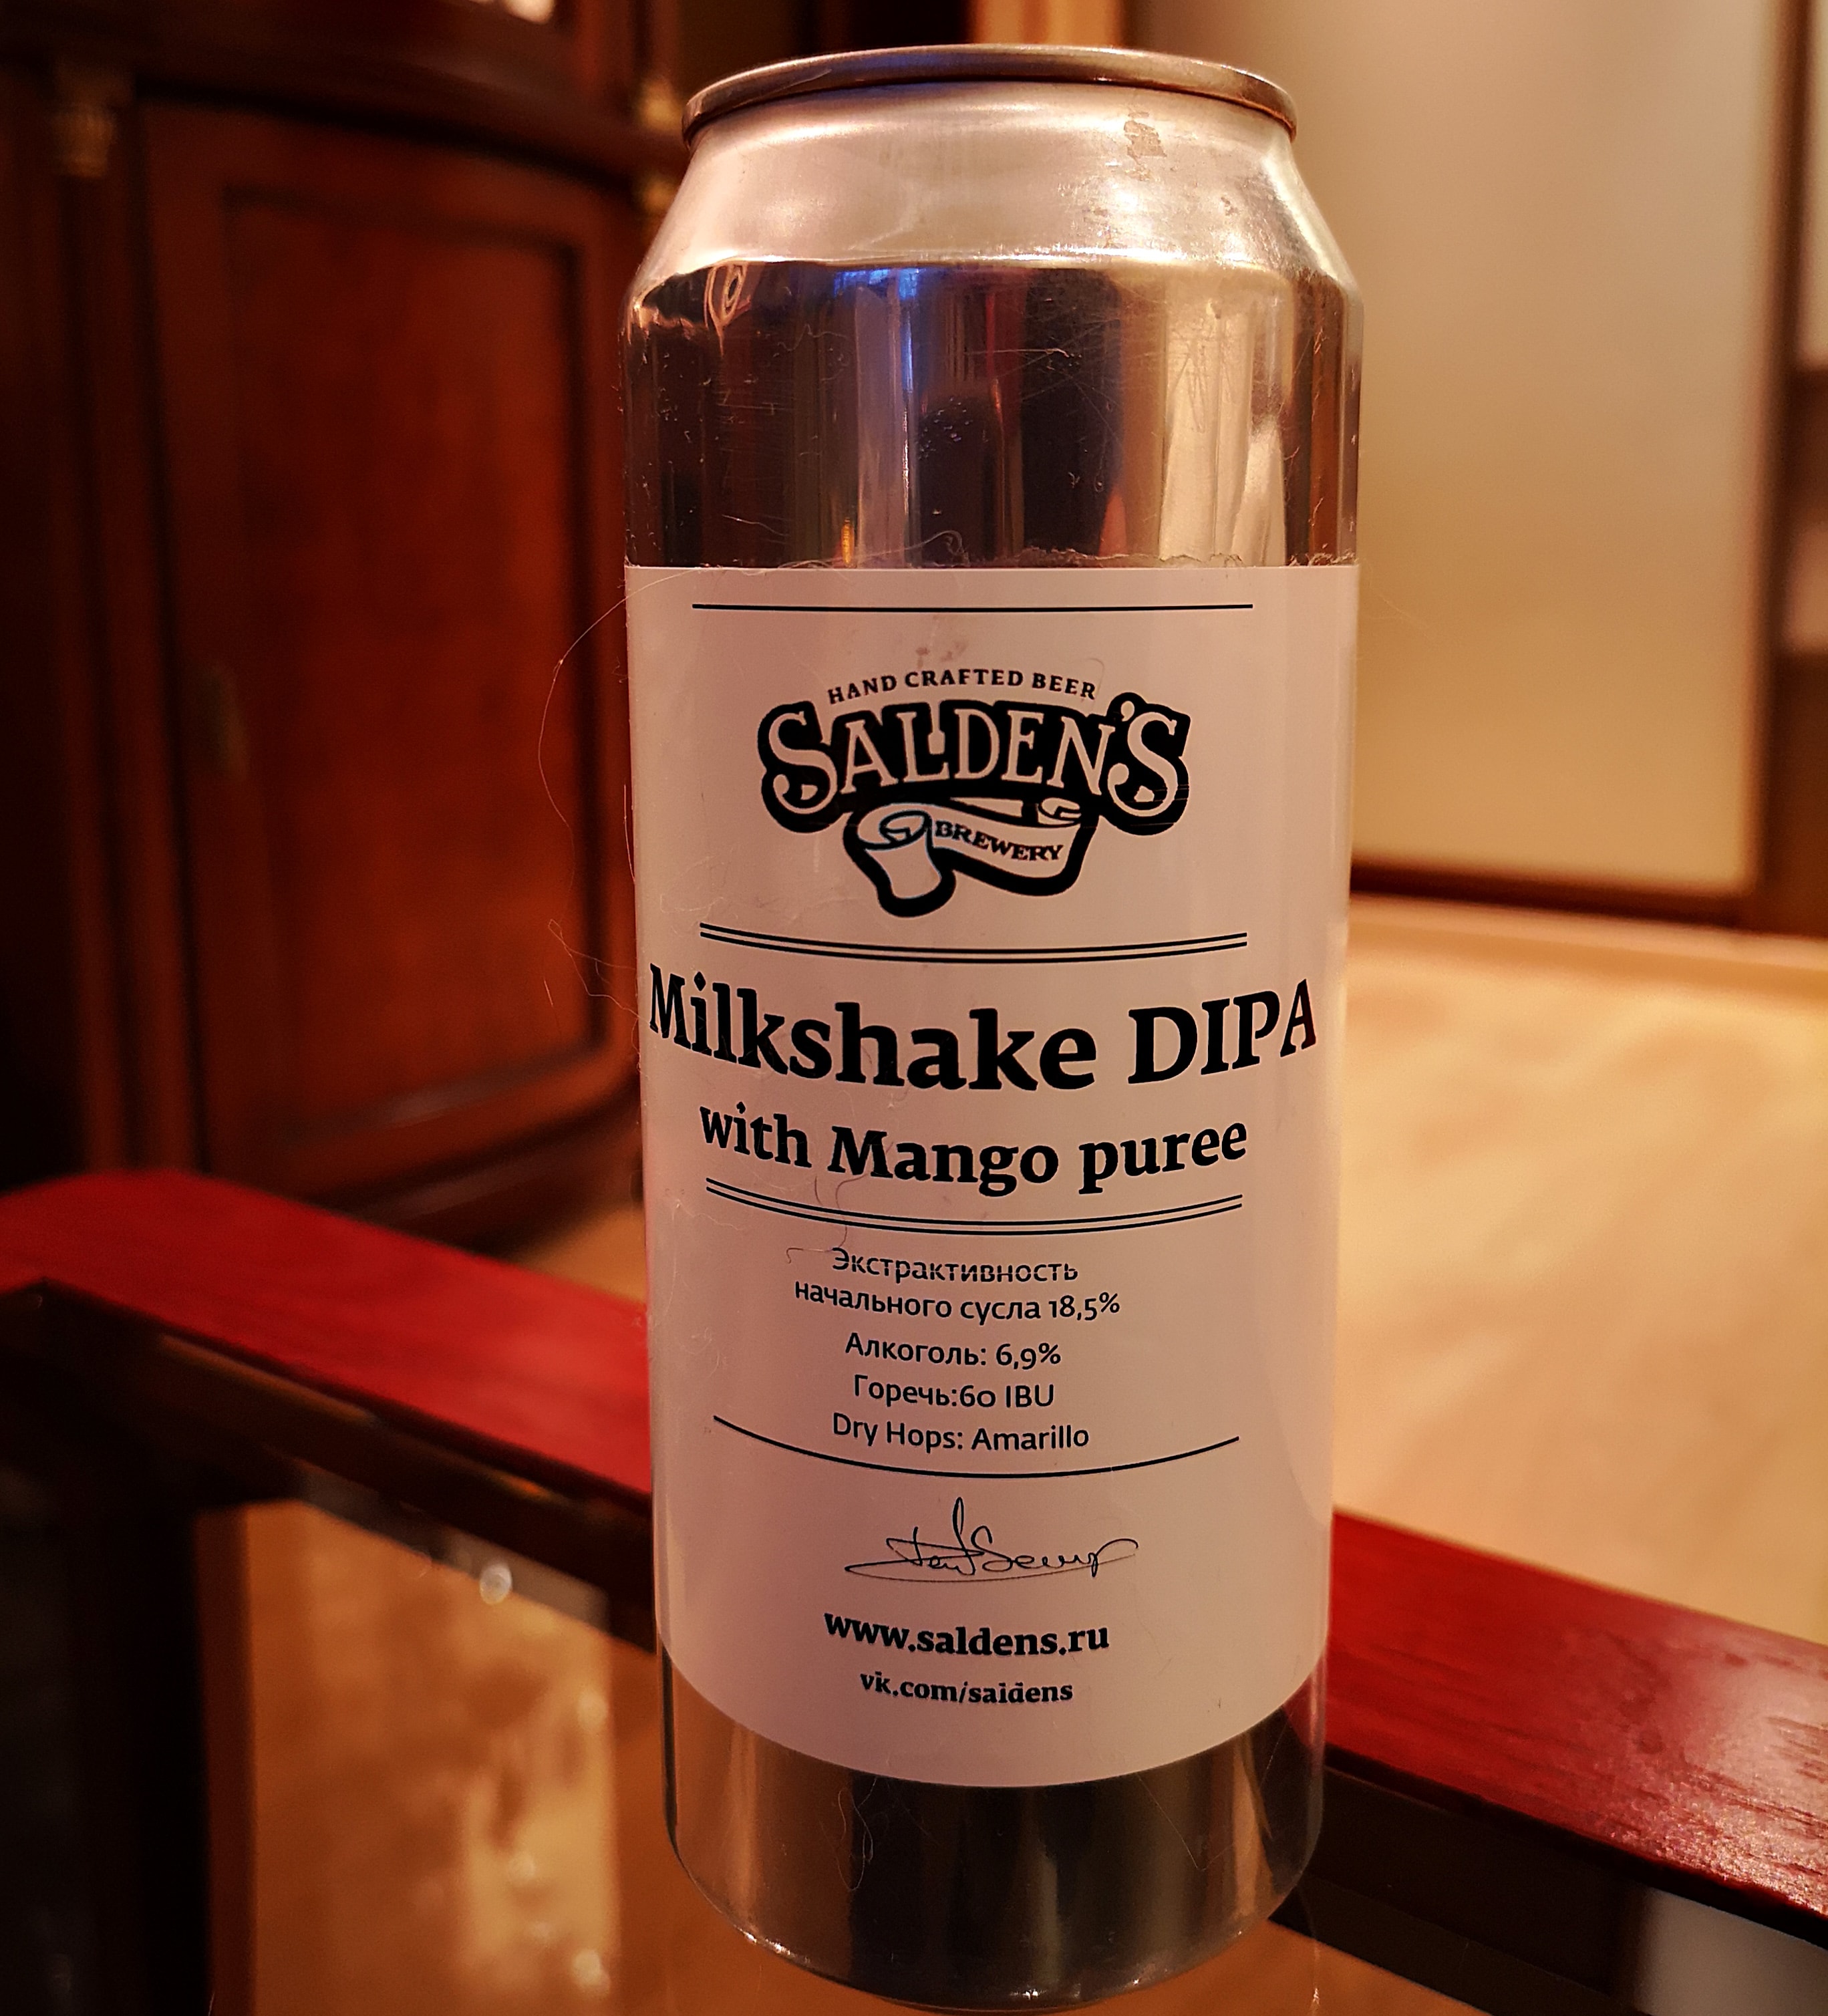 HAND CRAFTED BEER
SALDEN'S
BREWERY
Milkshake DIPA
with Mango puree
Экстрактивность
начального сусла 18,5%
Алкоголь: 6,9%
Горечь:60 IBU
Dry Hops: Amarillo
www.saldens.ru
vk.com/saldens